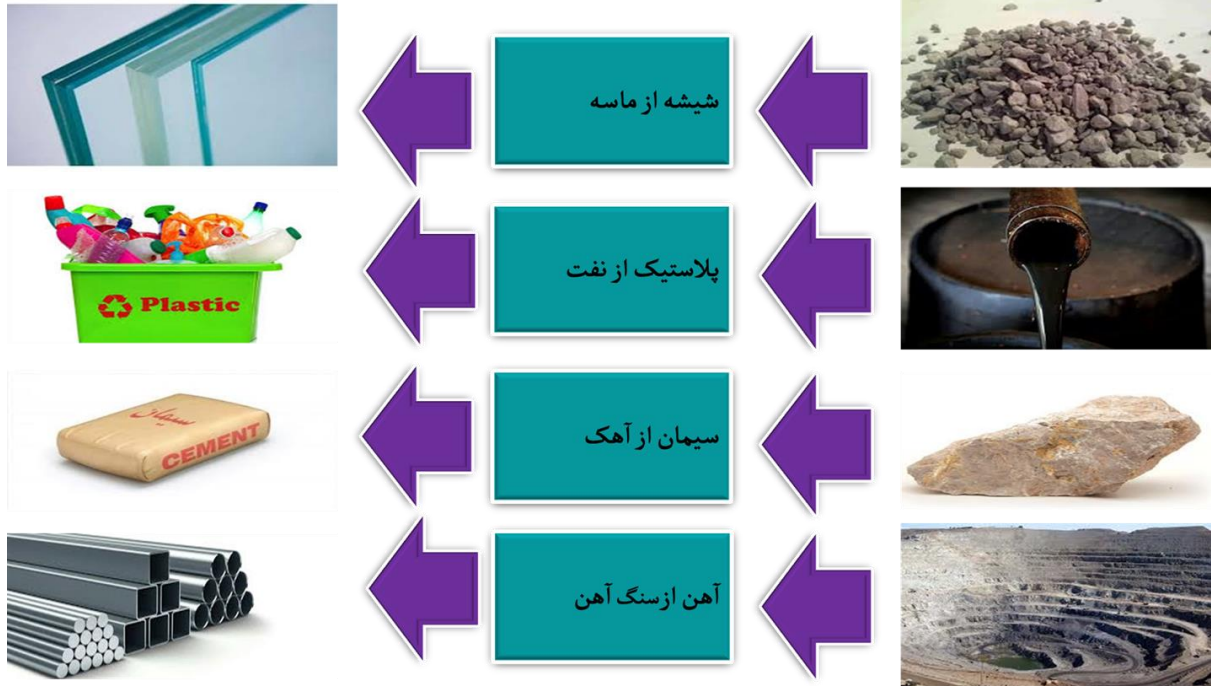 شیشه از ماسه
پلاستیک از نفت
Plastic
سیمان از آهک
سیمان
CEMENT
آهن ازسنگ آهن